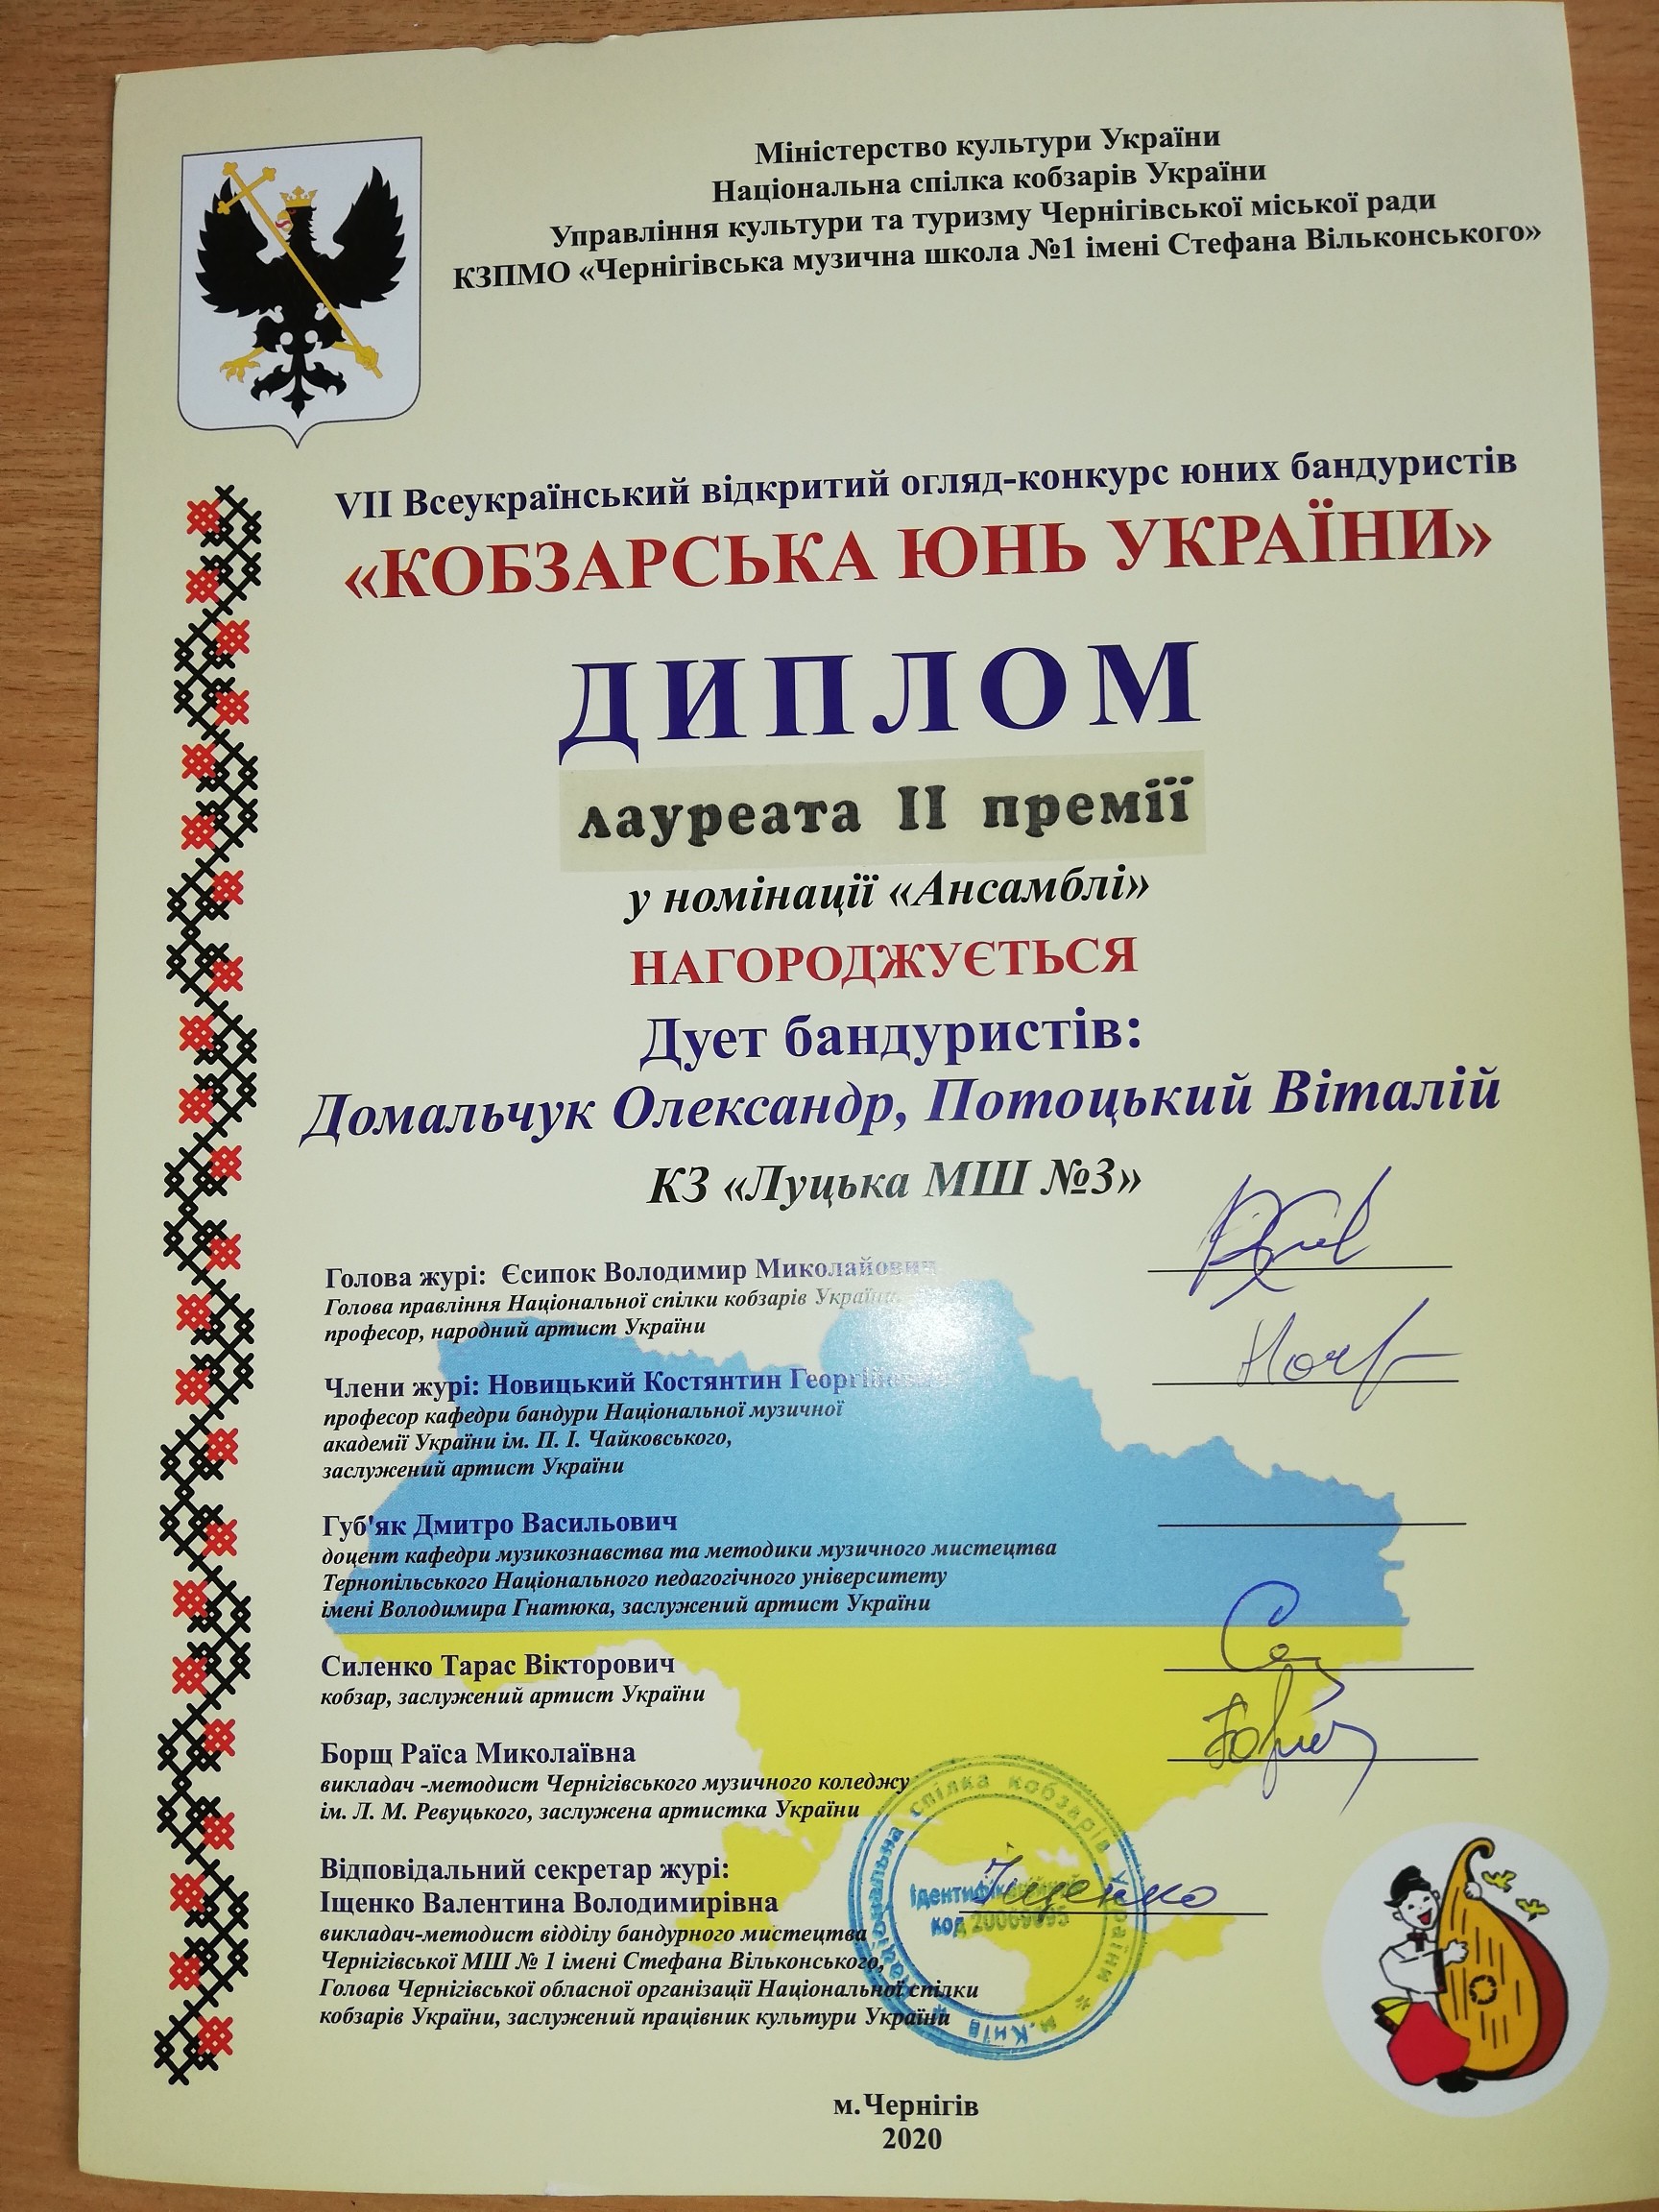 Міністерство культури України
Національна спілка кобзарів України
Управління культури та туризму Чернігівської міської ради
КЗПМО «Чернігівська музична школа №1 імені Стефана Вільконського»
VII Всеукраїнський відкритий огляд-конкурс юних бандуристів
«КОБЗАРСЬКА ЮНЬ УКРАЇНИ»
ДИПЛОМ
лауреата II премії
у номінації «Ансамблі»
НАГОРОДЖУЄТЬСЯ
Дует бандуристів:
Домальчук Олександр, Потоцький Віталій
КЗ «Луцька МШ №3»
Голова журі: Єсипок Володимир Миколайович
Голова правління Національної спілки кобзарів України,
професор, народний артист України
Члени журі: Новицький Костянтин
професор кафедри бандури Національної музичної
академії України ім. П. І. Чайковського,
заслужений артист України
Губ'як Дмитро Васильович
доцент кафедри музикознавства та методики музичного мистецтва
Тернопільського Національного педагогічного університету
імені Володимира Гнатюка, заслужений артист України
Силенко Тарас Вікторович
кобзар, заслужений артист України
Борщ Раїса Миколаївна
викладач -методист Чернігівського музичного коледжу
ім. Л. М. Ревуцького, заслужена артистка України
Відповідальний секретар журі:
Іщенко Валентина Володимирівна
викладач-методист відділу бандурного мистецтва
Чернігівської МШ № 1 імені Стефана Вільконського,
Голова Чернігівської обласної організації Національної спілки
кобзарів України, заслужений працівник культури України
Національна спілка кобзарів України * м.Київ *
код
Іщенко
м.Чернігів
2020